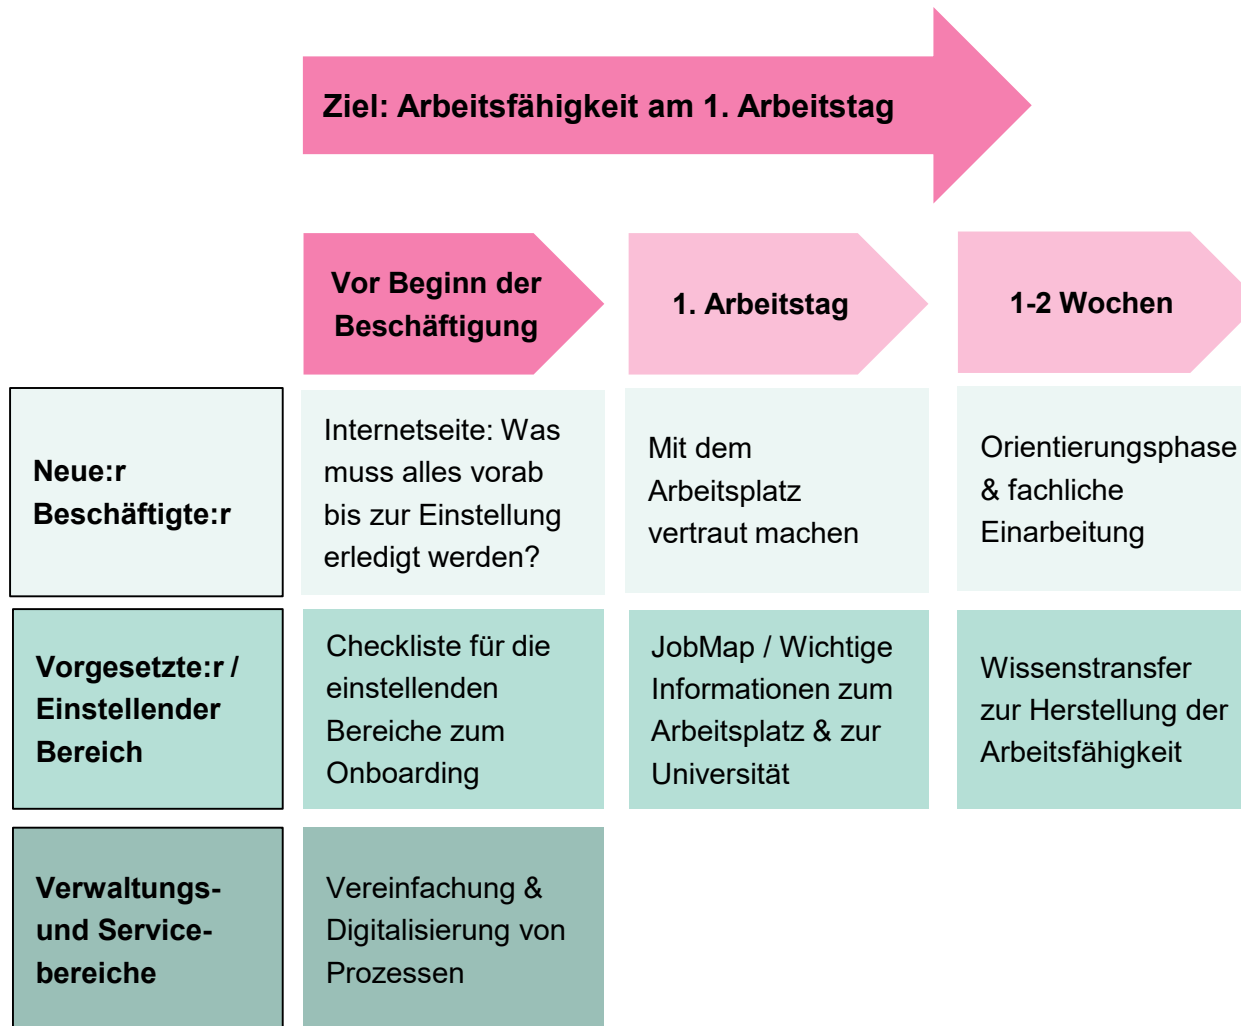 Ziel: Arbeitsfähigkeit am 1. Arbeitstag
Vor Beginn der
Beschäftigung
1. Arbeitstag
1-2 Wochen
Neue:r
Beschäftigte:r
Internetseite: Was
muss alles vorab
bis zur Einstellung
erledigt werden?
Mit dem
Arbeitsplatz
vertraut machen
Orientierungsphase
& fachliche
Einarbeitung
Vorgesetzte:r /
Einstellender
Bereich
Checkliste für die
einstellenden
Bereiche zum
Onboarding
JobMap / Wichtige
Informationen zum
Arbeitsplatz & zur
Universität
Wissenstransfer
zur Herstellung der
Arbeitsfähigkeit
Verwaltungs-
und Service-
bereiche
Vereinfachung &
Digitalisierung von
Prozessen